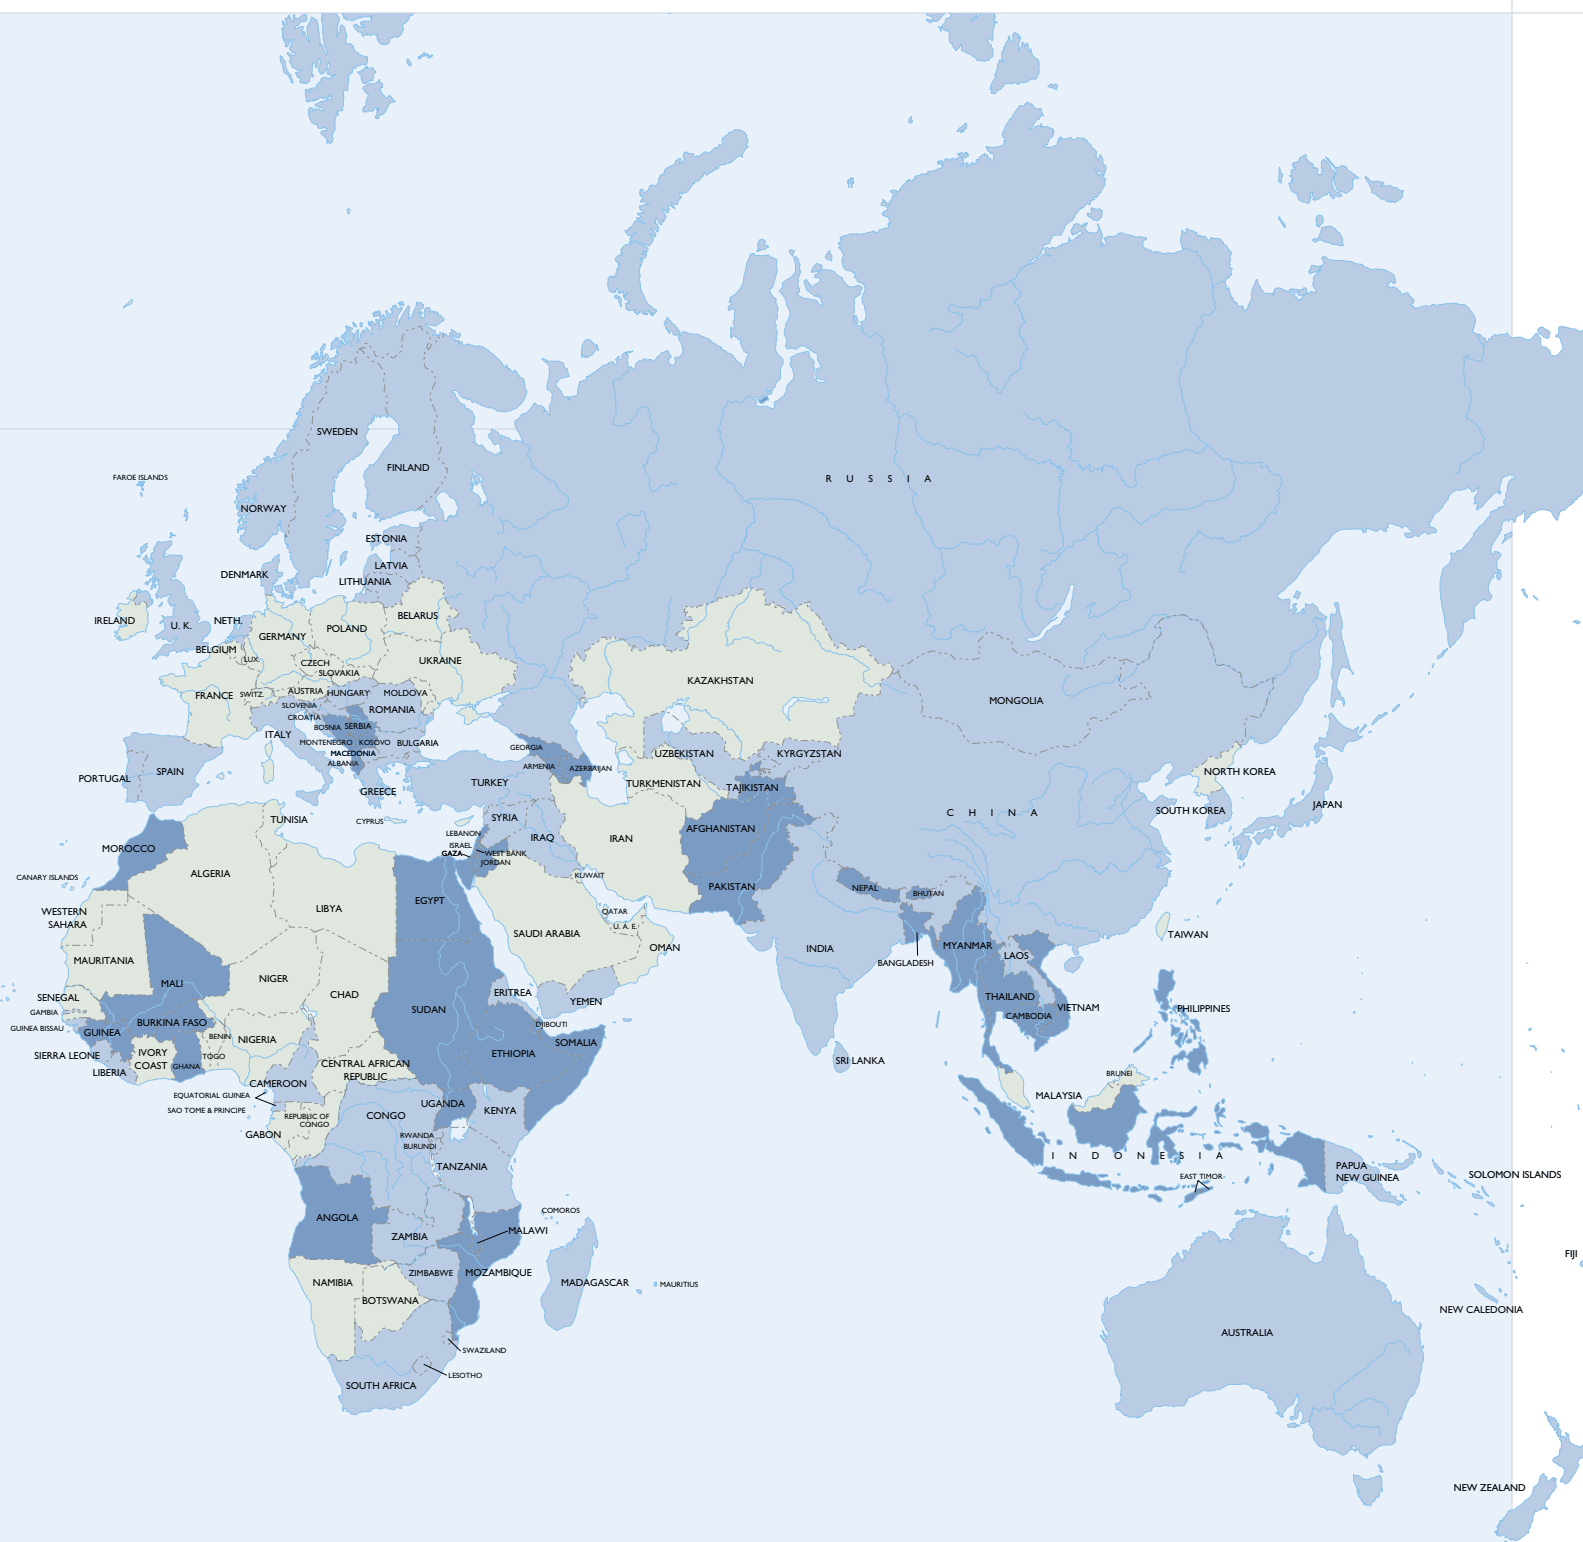 SWEDEN
FINLAND
FAROE ISLANDS
R U S S I A
NORWAY
ESTONIA
LATVIA
DENMARK
LITHUANIA
IRELAND
U. K.
NETH.
BELARUS
POLAND
GERMANY
BELGIUM
LUX.
CZECH
SLOVAKIA
UKRAINE
KAZAKHSTAN
FRANCE
SWITZ.
AUSTRIA
HUNGARY
MOLDOVA
MONGOLIA
SLOVENIA
ROMANIA
CROATIA
BOSNIA
SERBIA
ITALY
MONTENEGRO
KOSOVO
BULGARIA
MACEDONIA
ALBANIA
GEORGIA
ARMENIA
AZERBAIJAN
UZBEKISTAN
KYRGYZSTAN
PORTUGAL
SPAIN
GREECE
TURKEY
TURKMENISTAN
TAJIKISTAN
NORTH KOREA
SOUTH KOREA
JAPAN
C H I N A
TUNISIA
CYPRUS
SYRIA
LEBANON
ISRAEL
GAZA
WEST BANK
JORDAN
IRAQ
IRAN
AFGHANISTAN
MOROCCO
CANARY ISLANDS
ALGERIA
KUWAIT
PAKISTAN
NEPAL
BHUTAN
WESTERN
SAHARA
LIBYA
EGYPT
QATAR
U. A. E.
SAUDI ARABIA
OMAN
INDIA
BANGLADESH
MYANMAR
LAOS
TAIWAN
MAURITANIA
MALI
NIGER
CHAD
SUDAN
ERITREA
YEMEN
THAILAND
CAMBODIA
VIETNAM
PHILIPPINES
SENEGAL
GAMBIA
GUINEA BISSAU
GUINEA
BURKINA FASO
BENIN
NIGERIA
DJIBOUTI
SOMALIA
ETHIOPIA
SIERRA LEONE
IVORY
COAST
GHANA
TOGO
LIBERIA
CENTRAL AFRICAN
REPUBLIC
SRI LANKA
BRUNEI
MALAYSIA
CAMEROON
EQUATORIAL GUINEA
SAO TOME & PRINCIPE
UGANDA
KENYA
CONGO
REPUBLIC OF
CONGO
GABON
RWANDA
BURUNDI
TANZANIA
I N D O N E S I A
EAST TIMOR
PAPUA
NEW GUINEA
SOLOMON ISLANDS
ANGOLA
ZAMBIA
MALAWI
COMOROS
FIJI
ZIMBABWE
MOZAMBIQUE
MADAGASCAR
MAURITIUS
NAMIBIA
BOTSWANA
NEW CALEDONIA
AUSTRALIA
SWAZILAND
LESOTHO
SOUTH AFRICA
NEW ZEALAND